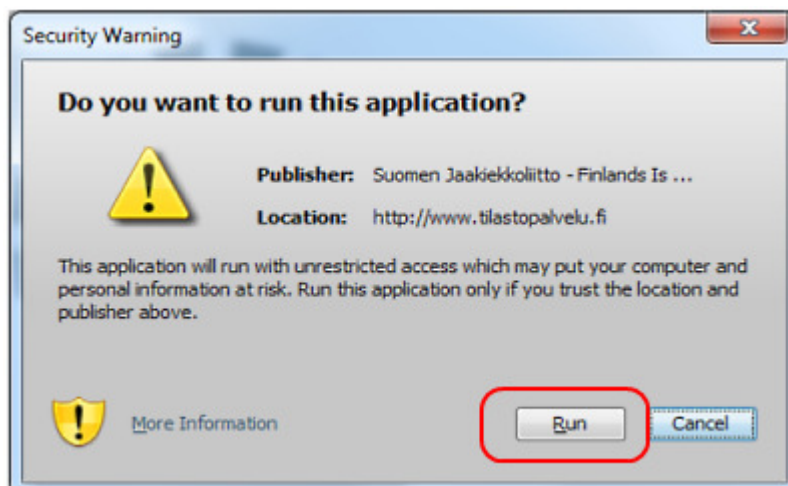 Security Warning
Do you want to run this application?
Publisher: Suomen Jaakiekkoliitto - Finlands Is ...
Location: http://www.tilastopalvelu.fi
This application will run with unrestricted access which may put your computer and
personal information at risk. Run this application only if you trust the location and
publisher above.
More Information
Run
Cancel